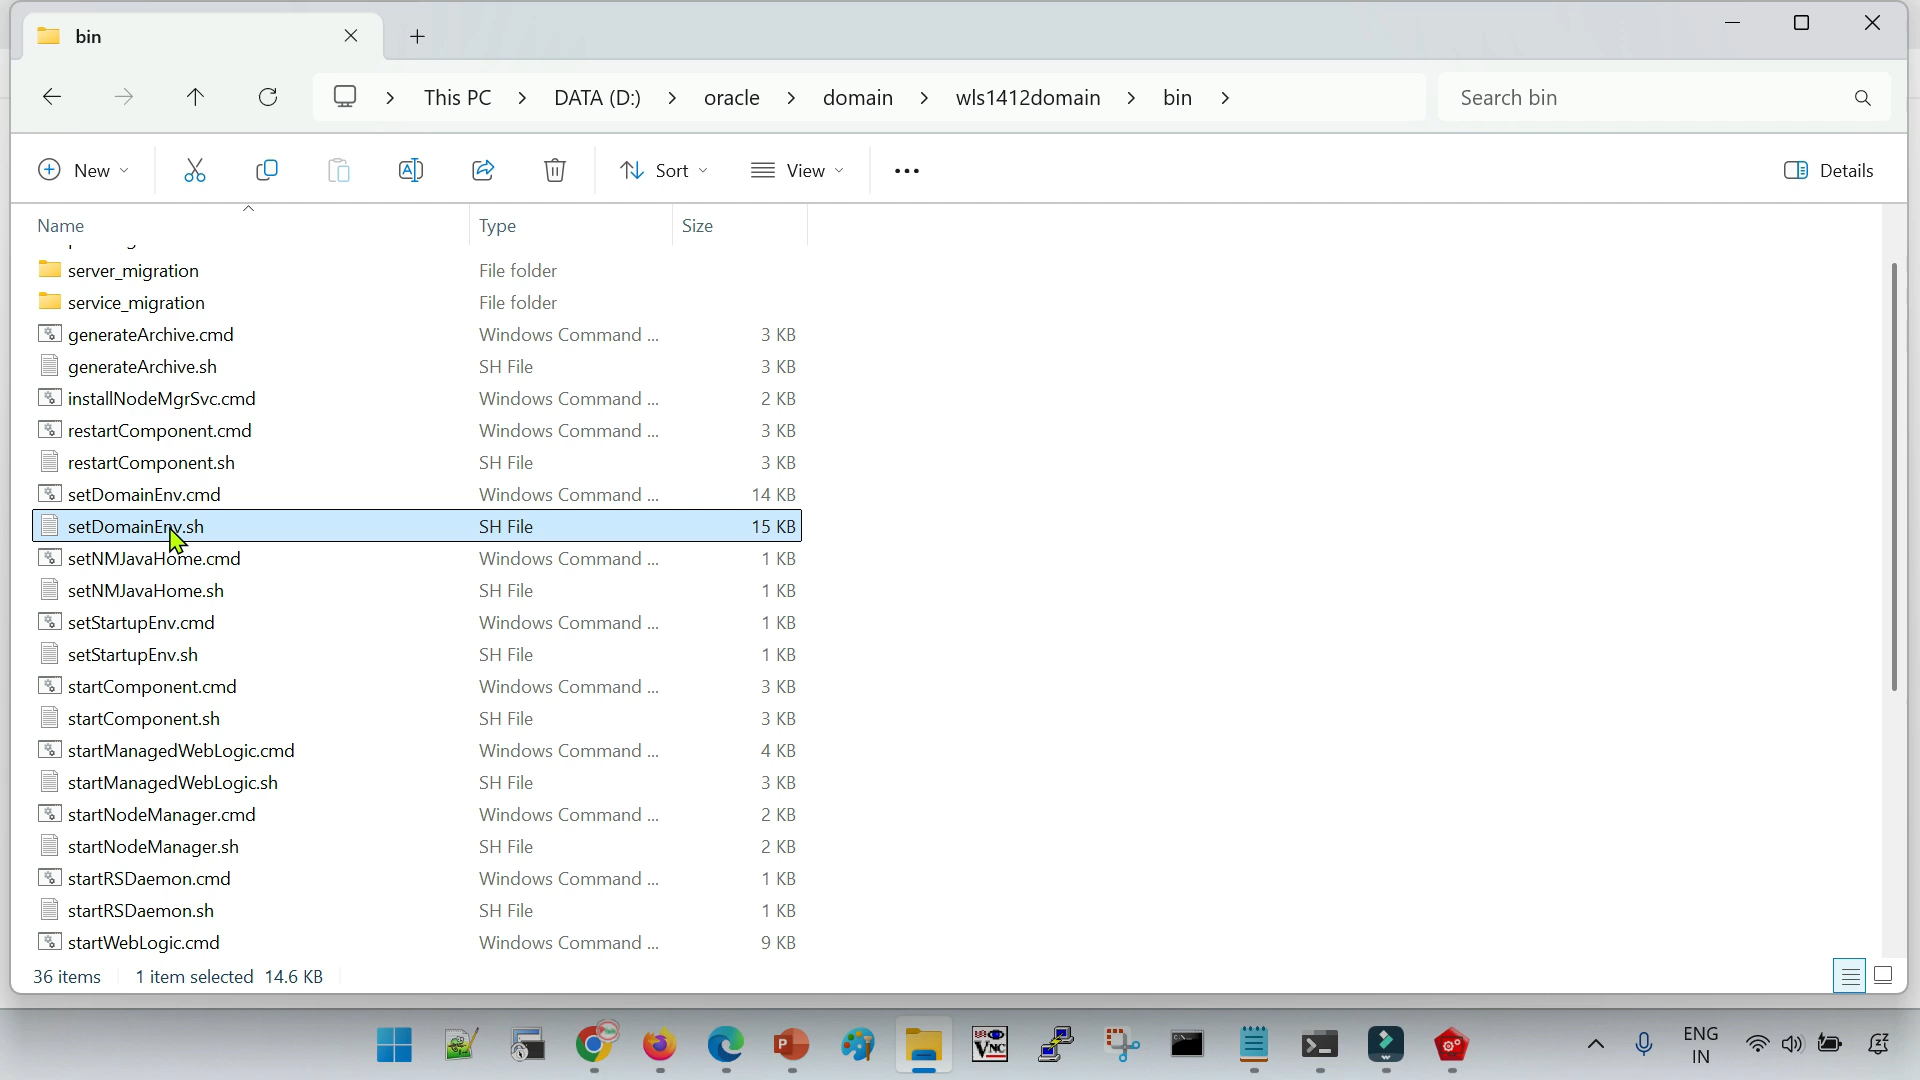 bin
This PC > DATA (D:) > oracle > domain > wls1412domain > bin >
Search bin
New
Sort
View
Details
Name Type Size
server_migration File folder
service_migration File folder
generateArchive.cmd Windows Command ... 3 KB
generateArchive.sh SH File 3 KB
installNodeMgrSvc.cmd Windows Command ... 2 KB
restartComponent.cmd Windows Command ... 3 KB
restartComponent.sh SH File 3 KB
setDomainEnv.cmd Windows Command ... 14 KB
setDomainEnv.sh SH File 15 KB
setNMJavaHome.cmd Windows Command ... 1 KB
setNMJavaHome.sh SH File 1 KB
setStartupEnv.cmd Windows Command ... 1 KB
setStartupEnv.sh SH File 1 KB
startComponent.cmd Windows Command ... 3 KB
startComponent.sh SH File 3 KB
startManagedWebLogic.cmd Windows Command ... 4 KB
startManagedWebLogic.sh SH File 3 KB
startNodeManager.cmd Windows Command ... 2 KB
startNodeManager.sh SH File 2 KB
startRSDaemon.cmd Windows Command ... 1 KB
startRSDaemon.sh SH File 1 KB
startWebLogic.cmd Windows Command ... 9 KB
36 items 1 item selected 14.6 KB
ENG
IN